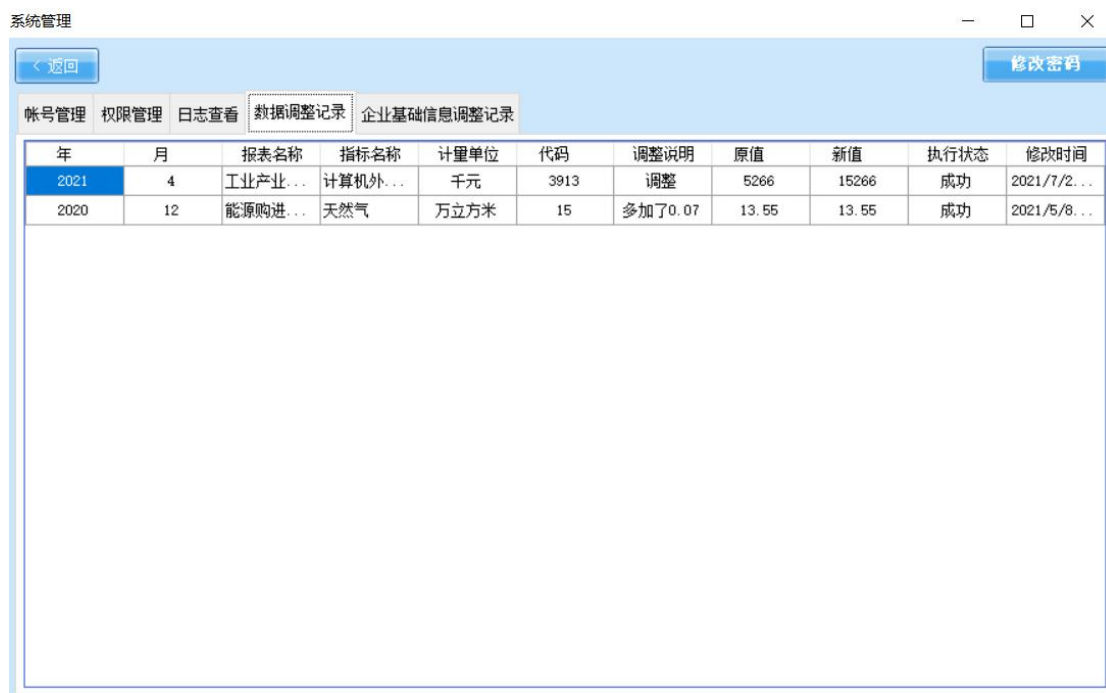 系统管理
< 返回 修改密码
帐号管理 权限管理 日志查看 数据调整记录 企业基础信息调整记录
年 月 报表名称 指标名称 计量单位 代码 调整说明 原值 新值 执行状态 修改时间
2021 4 工业产业... 计算机外... 千元 3913 调整 5266 15266 成功 2021/7/2...
2020 12 能源购进... 天然气 万立方米 15 多加了0.07 13.55 13.55 成功 2021/5/8...